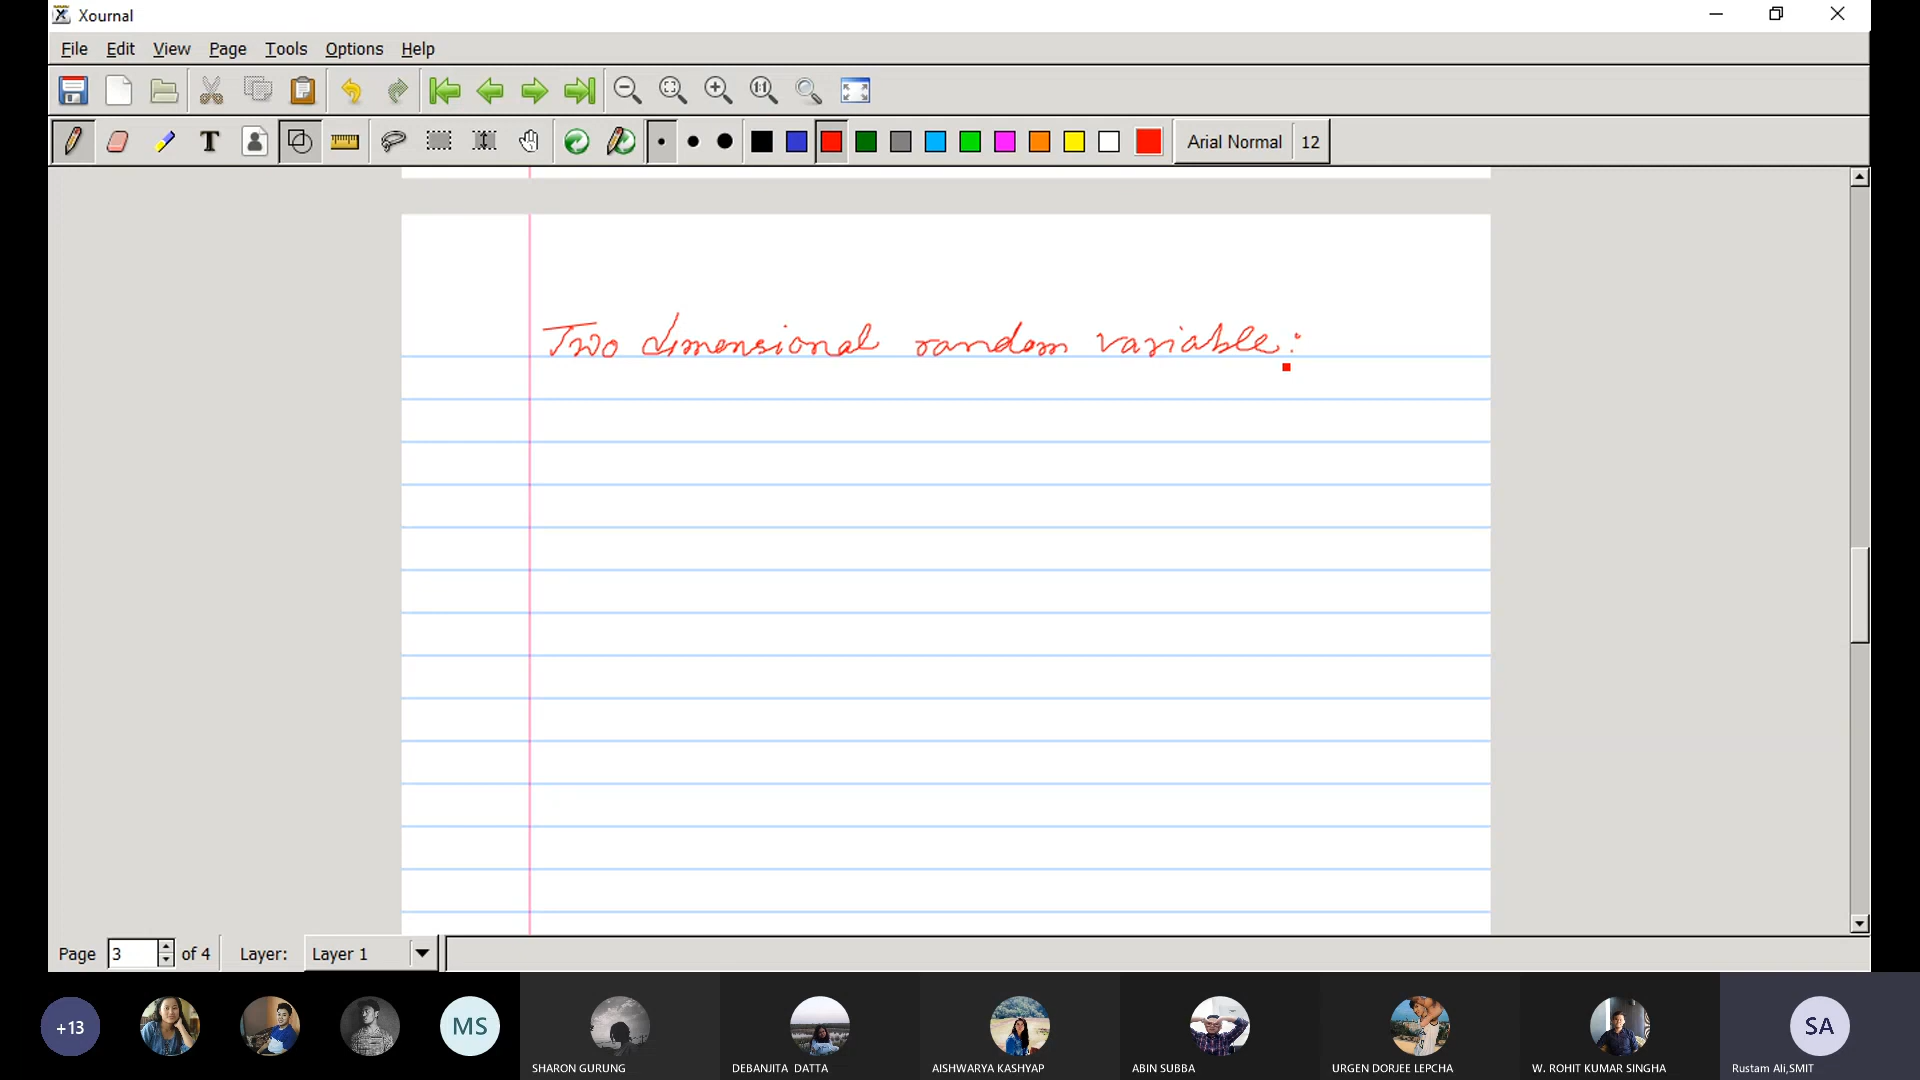 Xournal
File Edit View Page Tools Options Help
T Arial Normal 12
Two dimensional random variable:
Page 3 of 4 Layer: Layer 1
+13 MS SA
SHARON GURUNG DEBANJITA DATTA AISHWARYA KASHYAP ABIN SUBBA URGEN DORJEE LEPCHA W. ROHIT KUMAR SINGHA Rustam Ali,SMIT